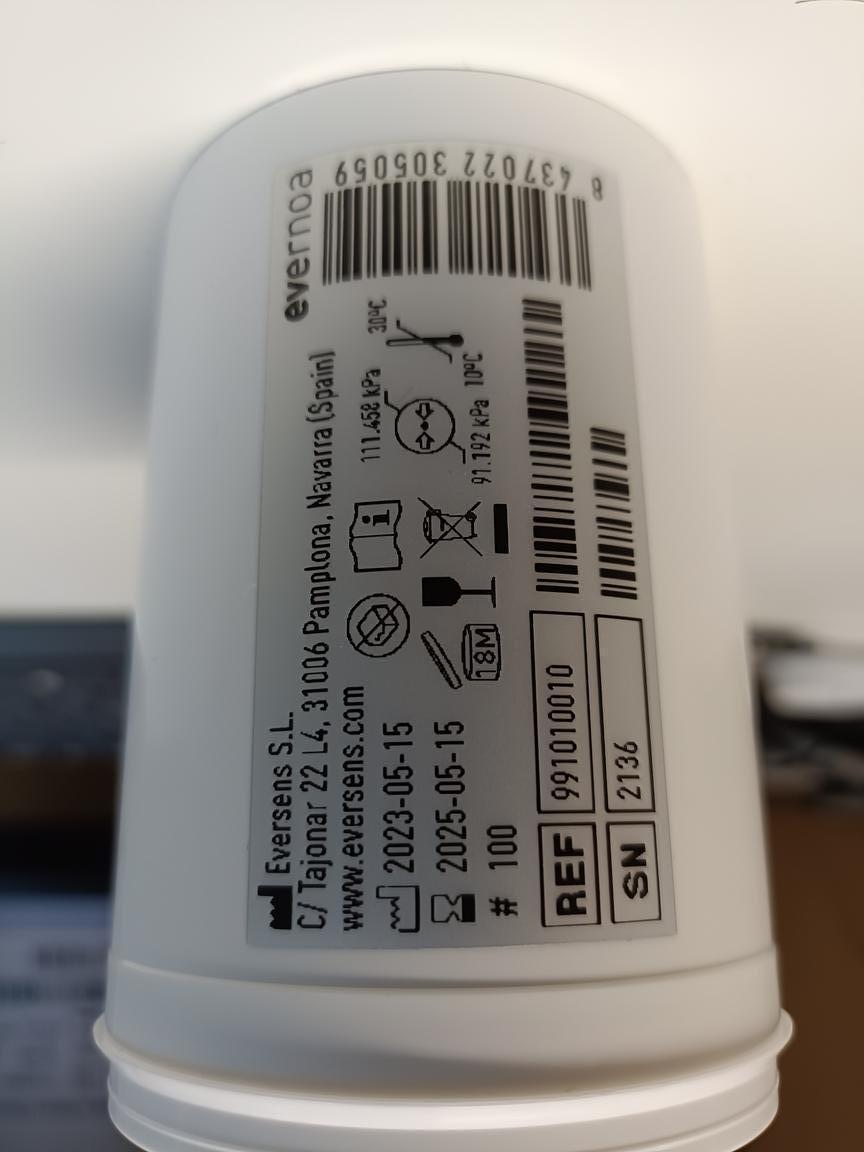 Eversens S.L.
C/ Tajonar 22 L4, 31006 Pamplona, Navarra (Spain)
www.eversens.com
evernoa
2023-05-15
2025-05-15
# 100
18M
111.458 kPa
91.192 kPa
30ºC
10ºC
8 437022 305059
REF 991010010
SN 2136